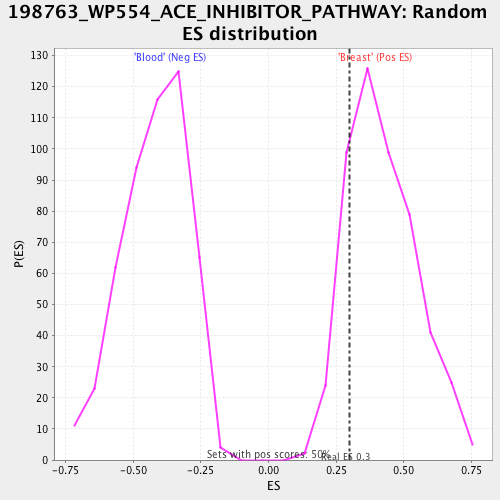 198763_WP554_ACE_INHIBITOR_PATHWAY: Random
ES distribution
'Blood' (Neg ES)
'Breast' (Pos ES)
P(ES)
130
120
110
100
90
80
70
60
50
40
30
20
10
0
Sets with pos scores: 50%
Real ES 0.3
-0.75
-0.50
-0.25
0.00
0.25
0.50
0.75
ES